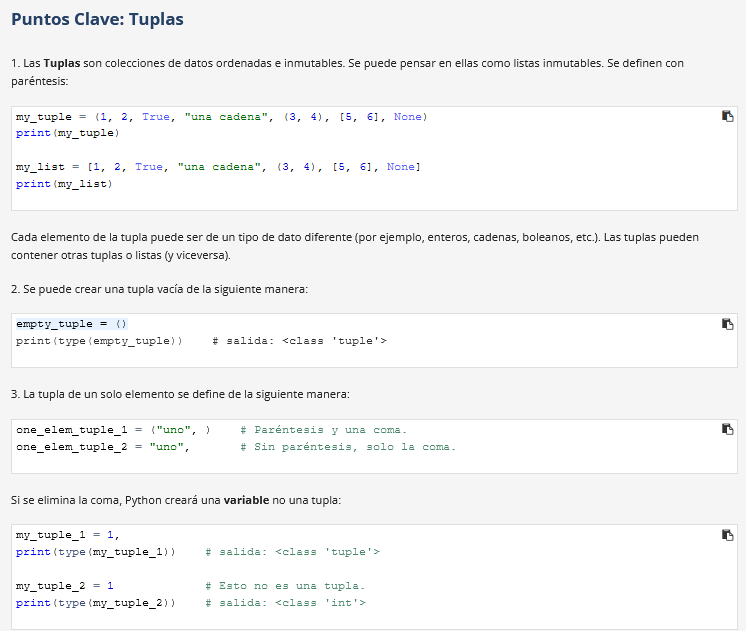 Puntos Clave: Tuplas
1. Las Tuplas son colecciones de datos ordenadas e inmutables. Se puede pensar en ellas como listas inmutables. Se definen con
paréntesis:
my_tuple = (1, 2, True, "una cadena", (3, 4), [5, 6], None)
print(my_tuple)
my_list = [1, 2, True, "una cadena", (3, 4), [5, 6], None]
print(my_list)
Cada elemento de la tupla puede ser de un tipo de dato diferente (por ejemplo, enteros, cadenas, boleanos, etc.). Las tuplas pueden
contener otras tuplas o listas (y viceversa).
2. Se puede crear una tupla vacía de la siguiente manera:
empty_tuple = ()
print(type(empty_tuple))    # salida: <class 'tuple'>
3. La tupla de un solo elemento se define de la siguiente manera:
one_elem_tuple_1 = ("uno", )    # Paréntesis y una coma.
one_elem_tuple_2 = "uno",       # Sin paréntesis, solo la coma.
Si se elimina la coma, Python creará una variable no una tupla:
my_tuple_1 = 1,
print(type(my_tuple_1))    # salida: <class 'tuple'>
my_tuple_2 = 1             # Esto no es una tupla.
print(type(my_tuple_2))    # salida: <class 'int'>